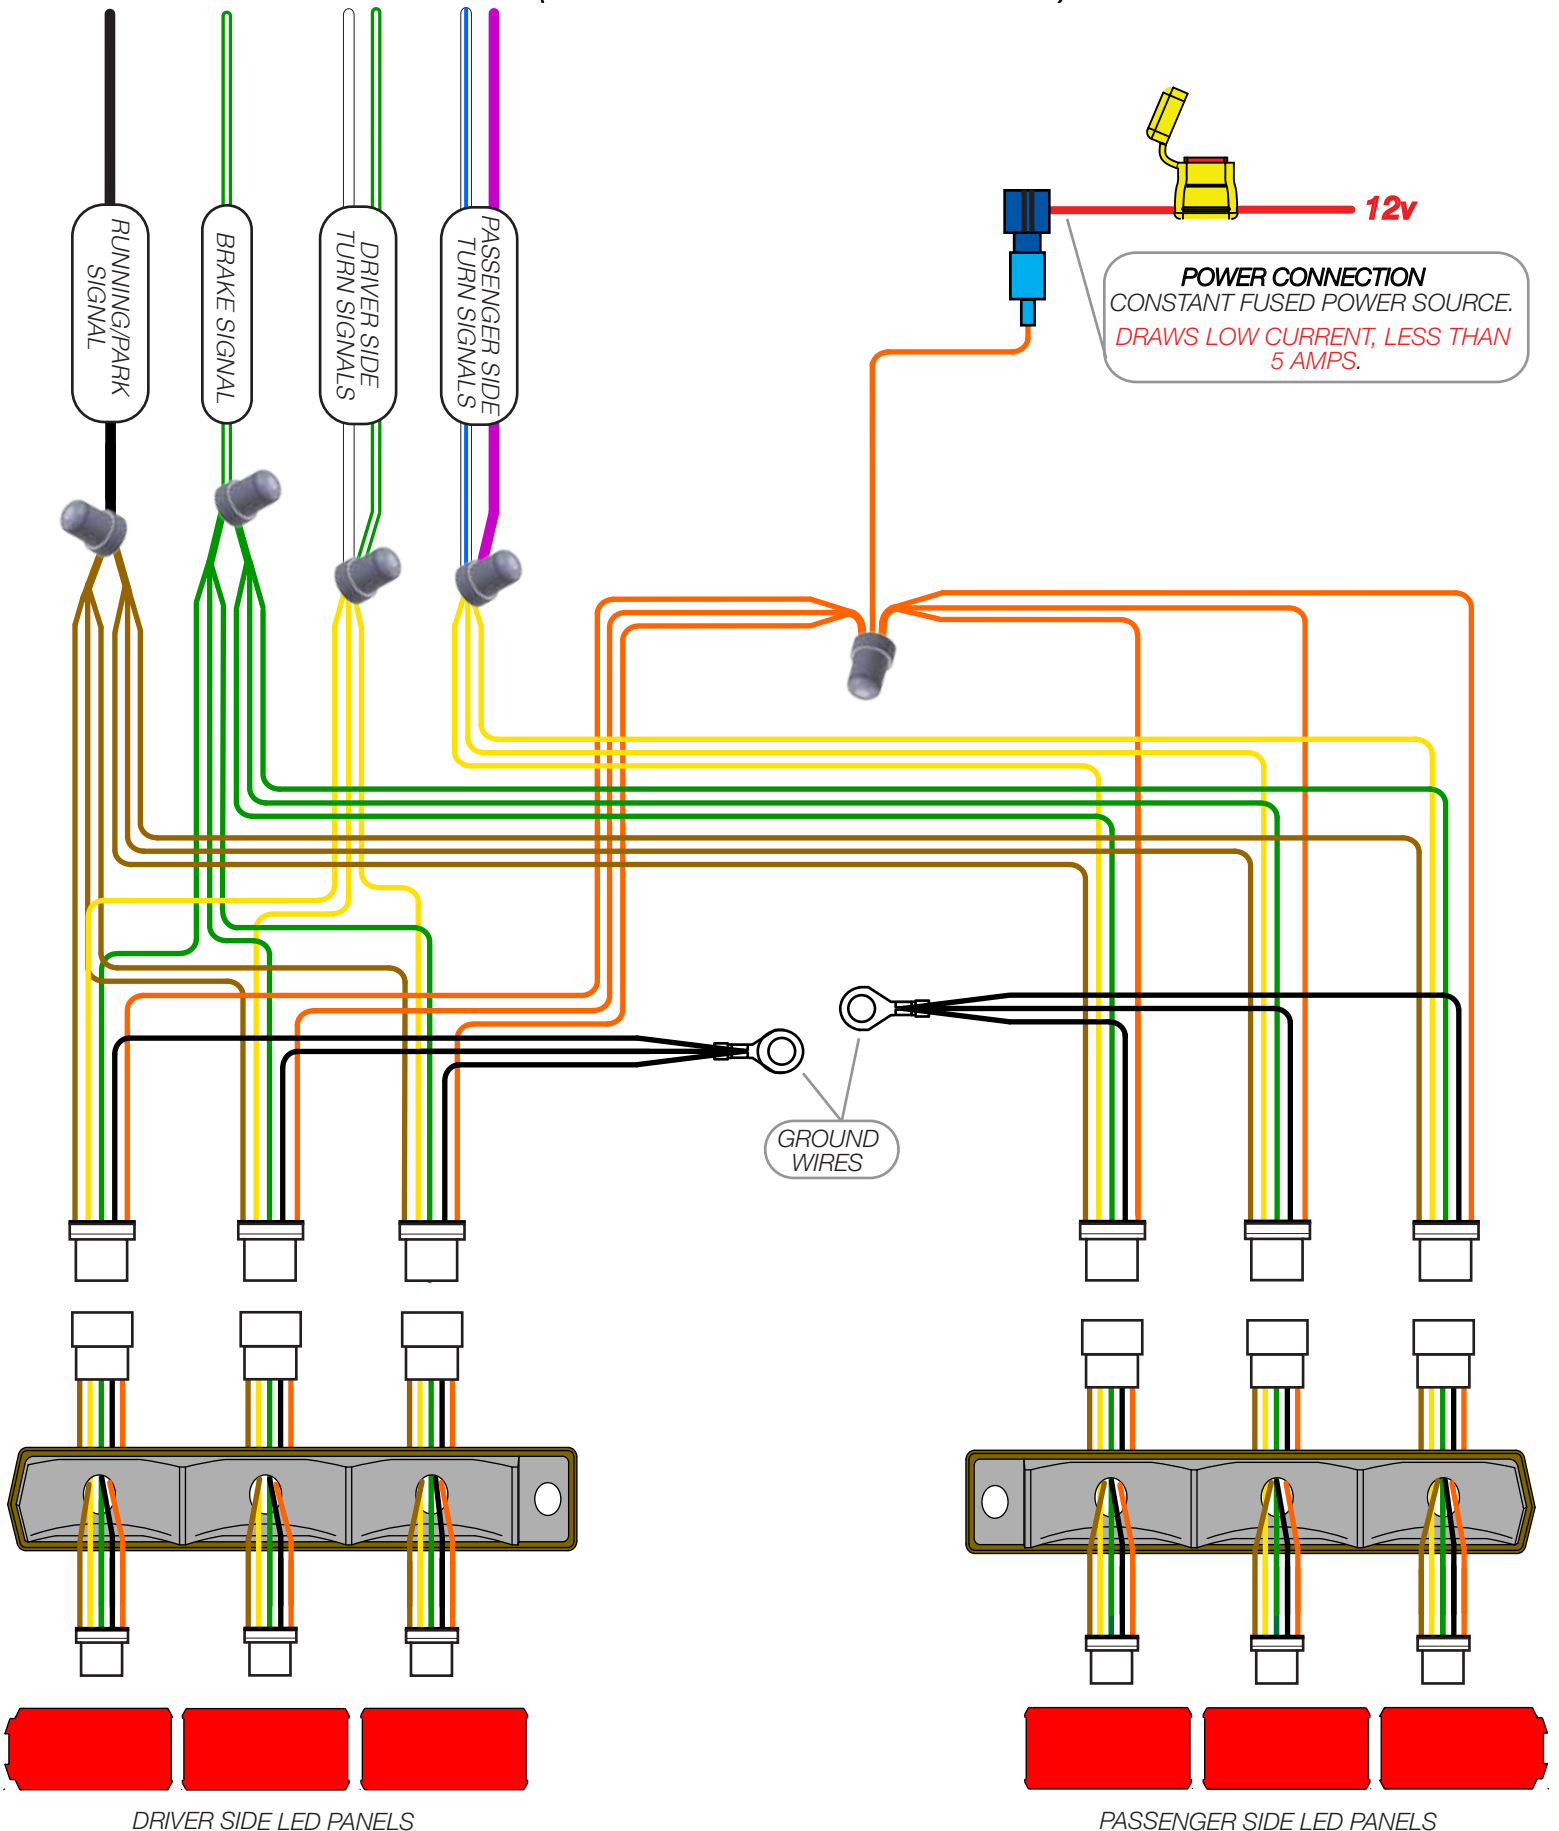 12v
POWER CONNECTION
CONSTANT FUSED POWER SOURCE.
DRAWS LOW CURRENT, LESS THAN
5 AMPS.
RUNNING/PARK
SIGNAL
BRAKE SIGNAL
DRIVER SIDE
TURN SIGNALS
PASSENGER SIDE
TURN SIGNALS
GROUND
WIRES
DRIVER SIDE LED PANELS
PASSENGER SIDE LED PANELS